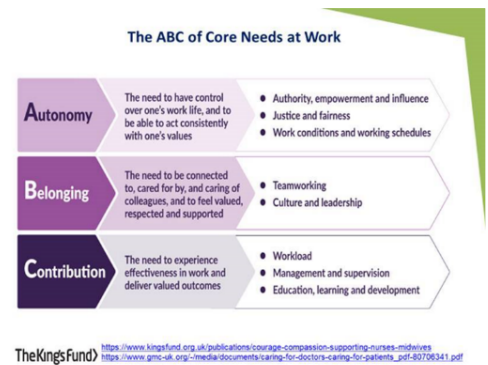 The ABC of Core Needs at Work
Autonomy
The need to have control
over one's work life, and to
be able to act consistently
with one's values
● Authority, empowerment and influence
● Justice and fairness
● Work conditions and working schedules
Belonging
The need to be connected
to, cared for by, and caring of
colleagues, and to feel valued,
respected and supported
● Teamworking
● Culture and leadership
Contribution
The need to experience
effectiveness in work and
deliver valued outcomes
● Workload
● Management and supervision
● Education, learning and development
TheKingsFund>
https://www.kingsfund.org.uk/publications/courage-compassion-supporting-nurses-midwives
https://www.gmc-uk.org/-/media/documents/caring-for-doctors-caring-for-patients_pdf-80706341.pdf